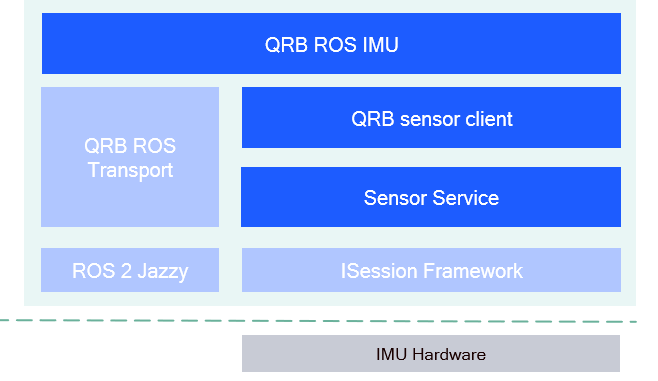 QRB ROS IMU
QRB ROS
Transport
QRB sensor client
Sensor Service
ROS 2 Jazzy
ISession Framework
IMU Hardware